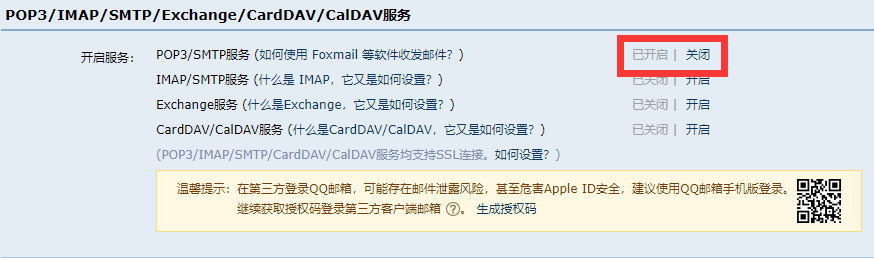 POP3/IMAP/SMTP/Exchange/CardDAV/CalDAV服务
开启服务： POP3/SMTP服务 (如何使用 Foxmail 等软件收发邮件？) 已开启 | 关闭
IMAP/SMTP服务 (什么是 IMAP，它又是如何设置？) 已关闭 | 开启
Exchange服务 (什么是Exchange，它又是如何设置？) 已关闭 | 开启
CardDAV/CalDAV服务 (什么是CardDAV/CalDAV，它又是如何设置？) 已关闭 | 开启
(POP3/IMAP/SMTP/CardDAV/CalDAV服务均支持SSL连接。如何设置？)
温馨提示：在第三方登录QQ邮箱，可能存在邮件泄露风险，甚至危害Apple ID安全，建议使用QQ邮箱手机版登录。
继续获取授权码登录第三方客户端邮箱 ?。 生成授权码